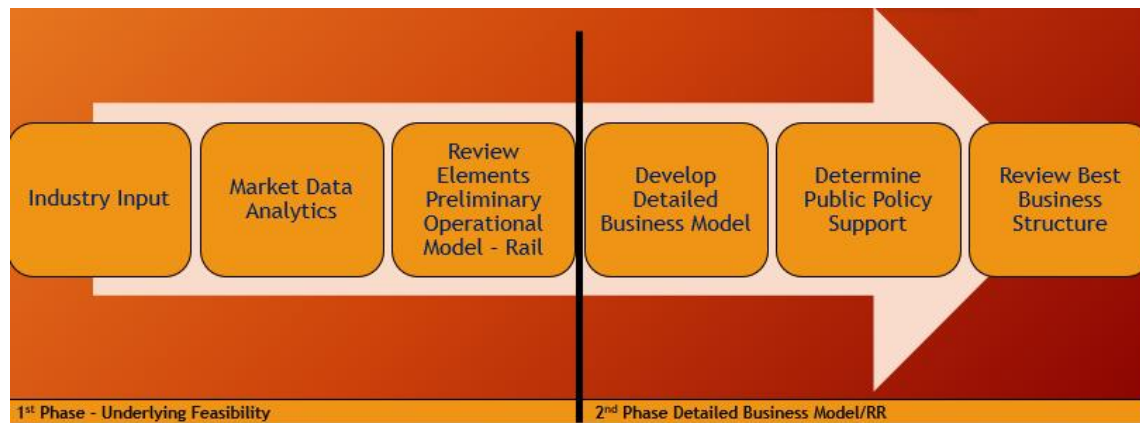 Industry Input
Market Data
Analytics
Review
Elements
Preliminary
Operational
Model – Rail
Develop
Detailed
Business Model
Determine
Public Policy
Support
Review Best
Business
Structure
1st Phase – Underlying Feasibility
2nd Phase Detailed Business Model/RR